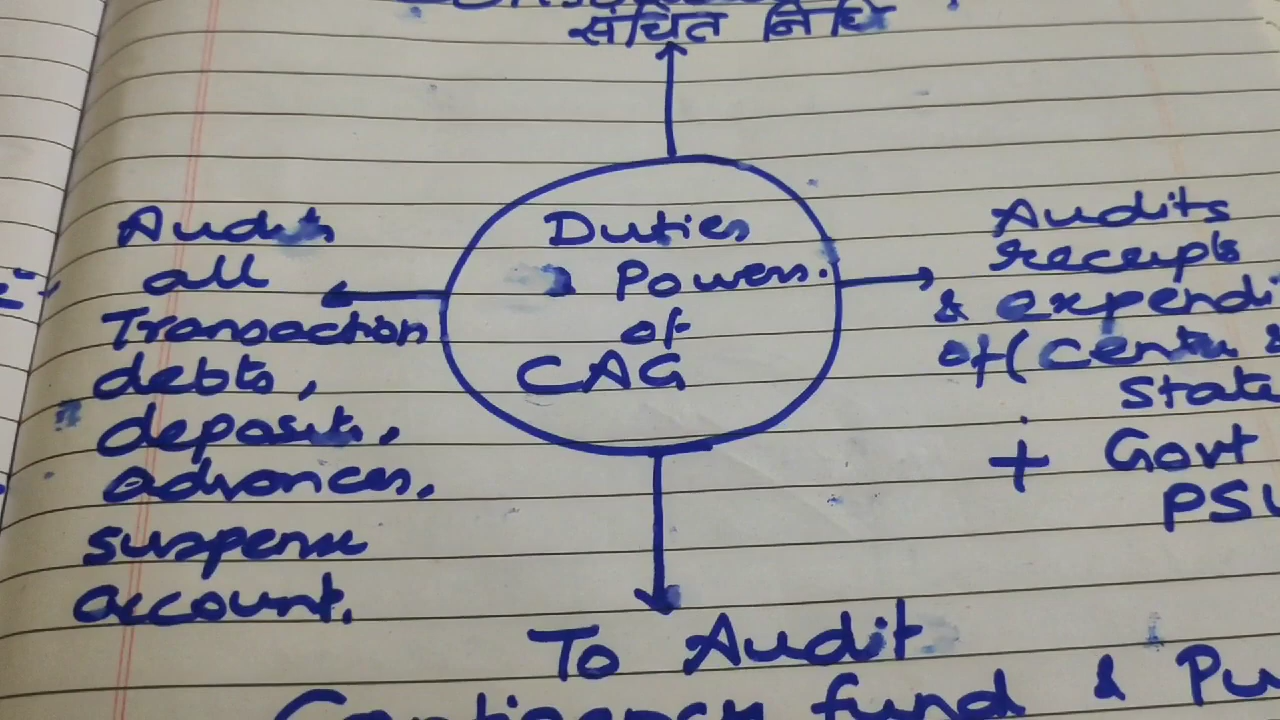 संचित निधि
Audits
all
Transaction
debts,
deposits,
advances,
suspense
account.
Duties
& Powers.
of
CAG
Audits
receipts
& expendi
of (Centre &
State
+ Govt
PSU
To Audit
Contigency fund & Pu